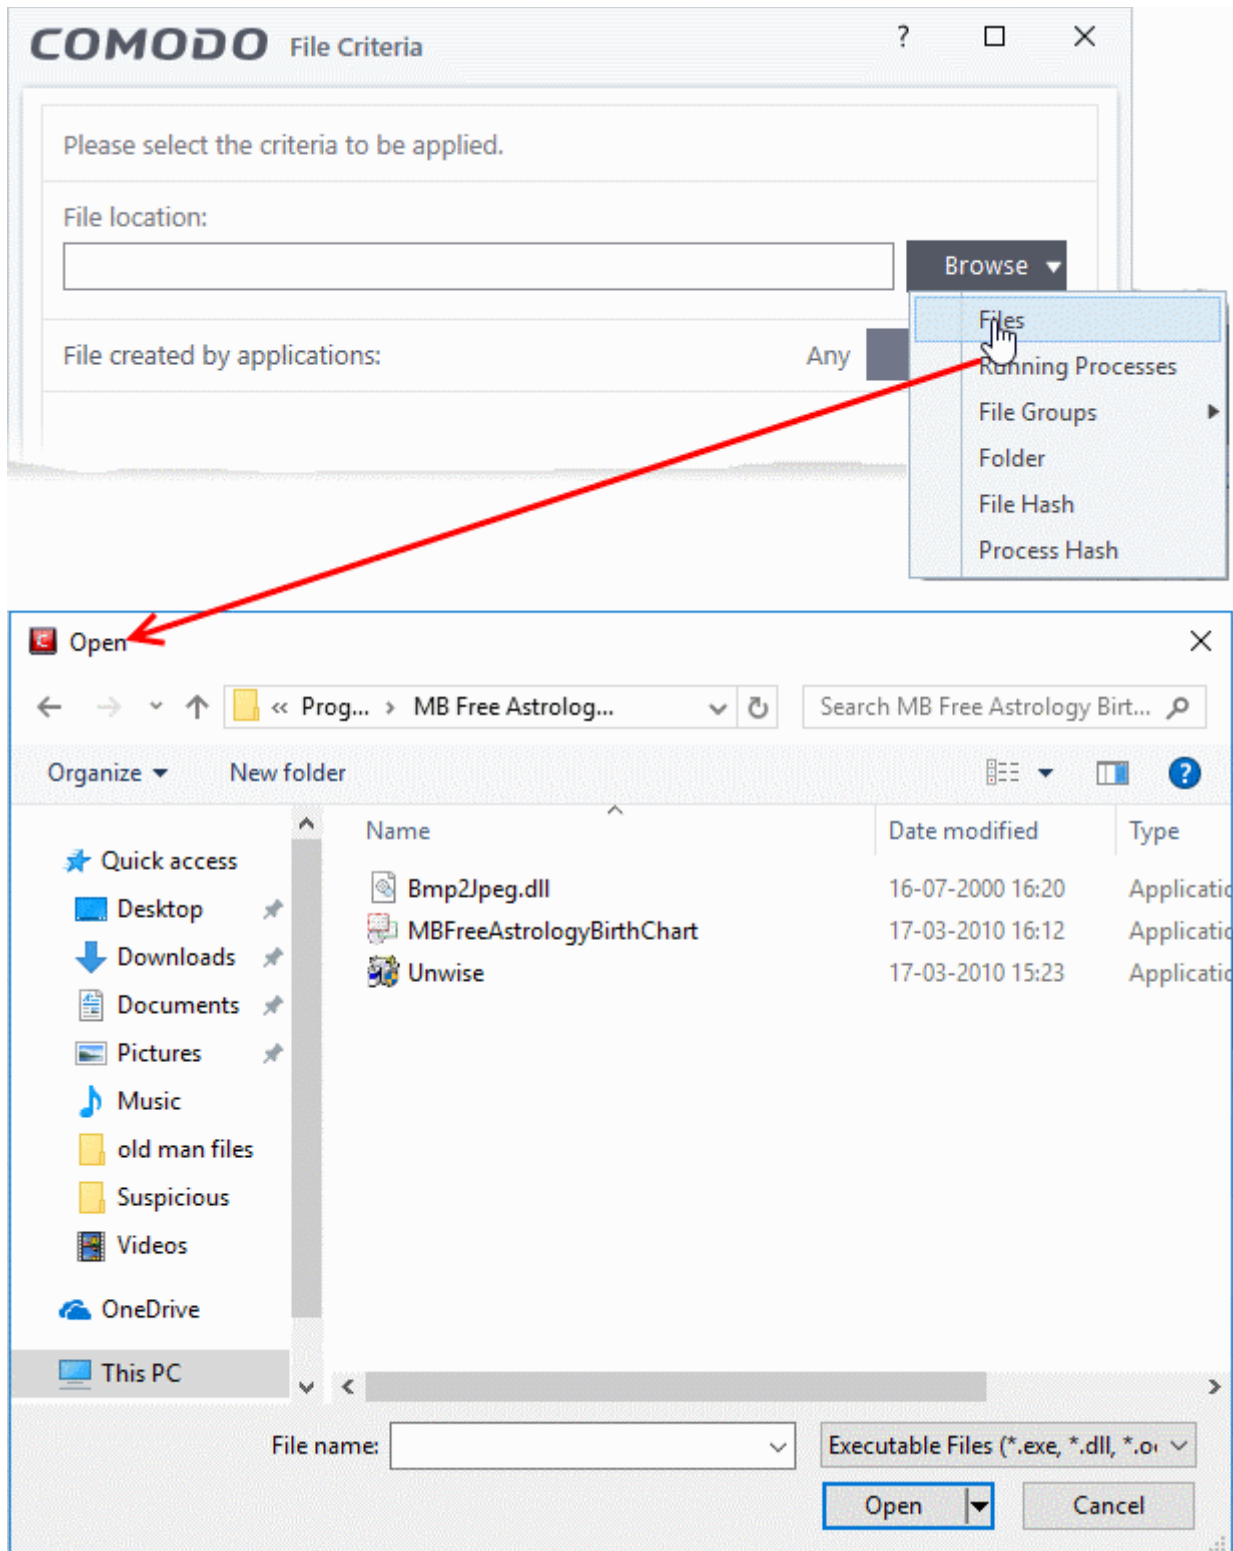 COMODO File Criteria ?
Please select the criteria to be applied.
File location:
Browse
Files
File created by applications: Any
Running Processes
File Groups
Folder
File Hash
Process Hash
Open
« Prog... › MB Free Astrolog... Search MB Free Astrology Birt...
Organize New folder ?
Name Date modified Type
Quick access
Bmp2Jpeg.dll 16-07-2000 16:20 Applicatic
Desktop
MBFreeAstrologyBirthChart 17-03-2010 16:12 Applicatic
Downloads
Unwise 17-03-2010 15:23 Applicatic
Documents
Pictures
Music
old man files
Suspicious
Videos
OneDrive
This PC
File name: Executable Files (*.exe, *.dll, *.o
Open Cancel